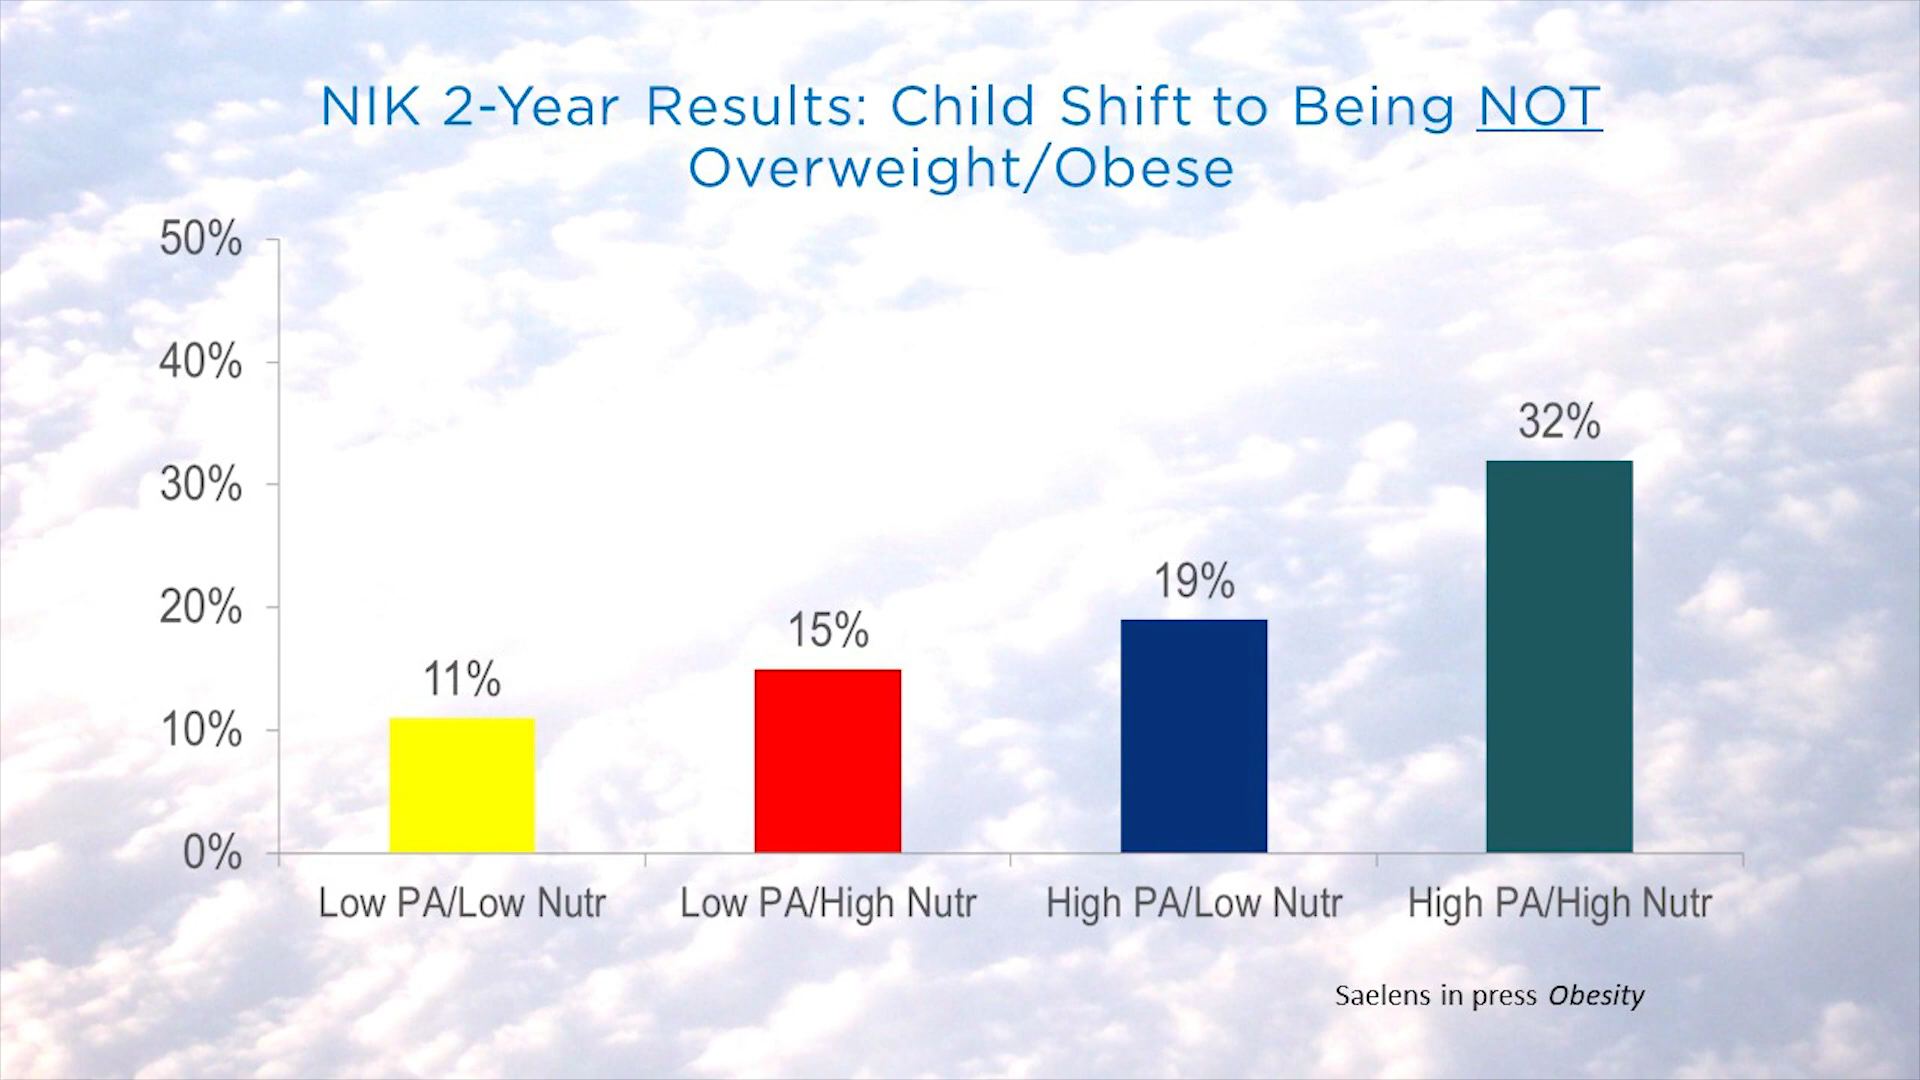 NIK 2-Year Results: Child Shift to Being NOT
Overweight/Obese
50%
40%
30%
20%
10%
0%
11%
15%
19%
32%
Low PA/Low Nutr
Low PA/High Nutr
High PA/Low Nutr
High PA/High Nutr
Saelens in press Obesity